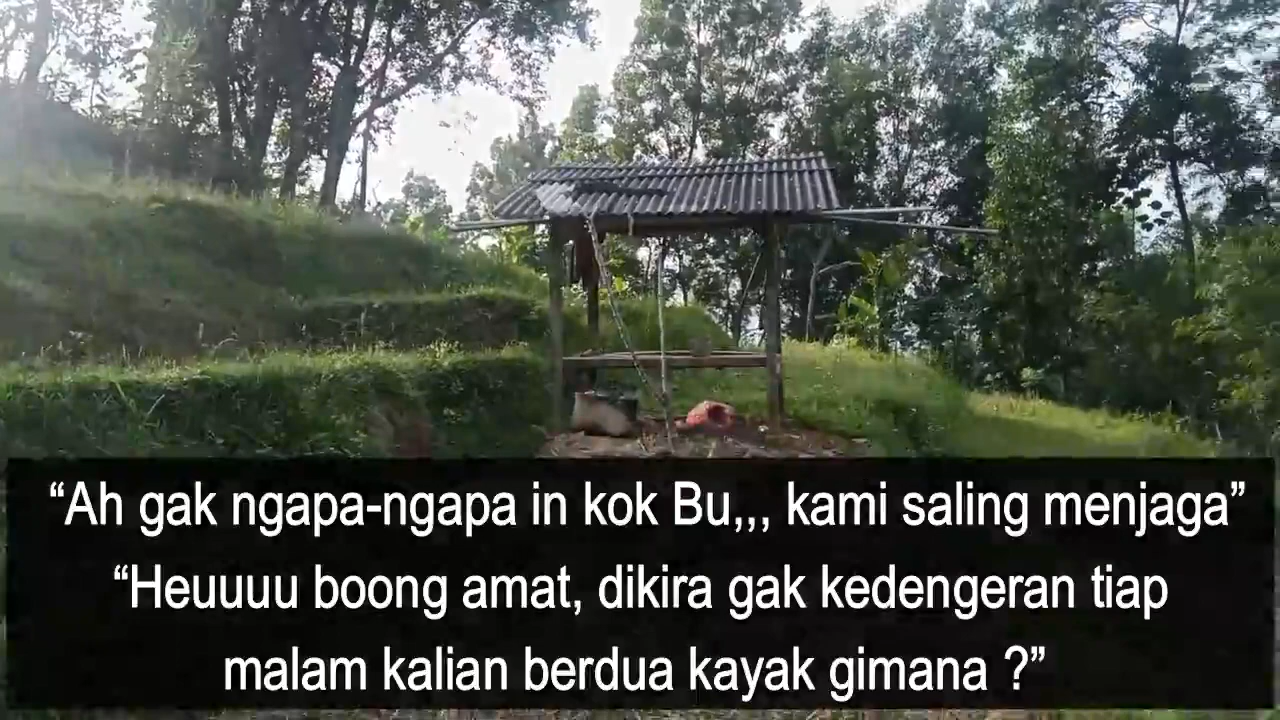 “Ah gak ngapa-ngapa in kok Bu,,, kami saling menjaga”
“Heuuuu boong amat, dikira gak kedengeran tiap
malam kalian berdua kayak gimana ?”